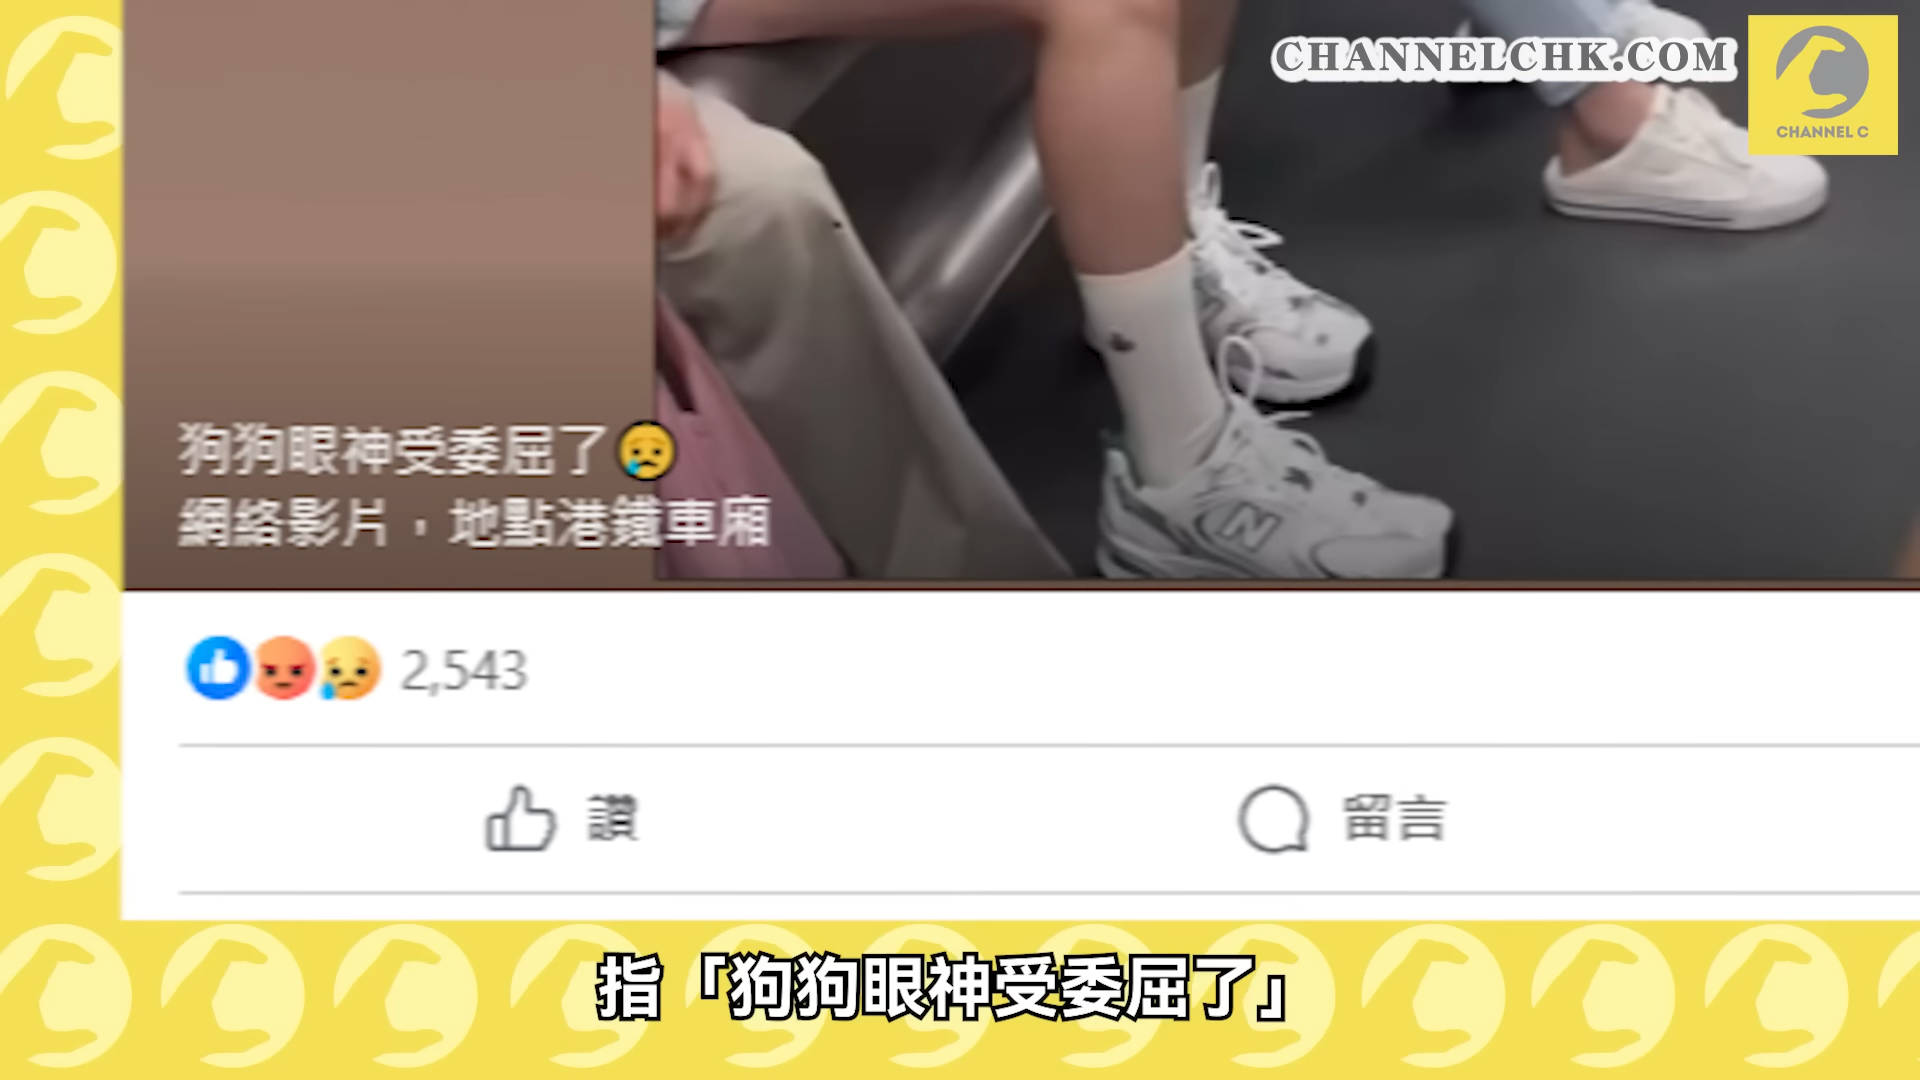 CHANNELCHK.COM
CHANNEL C
狗狗眼神受委屈了😥
網絡影片，地點港鐵車廂
N
2,543
讚
留言
指「狗狗眼神受委屈了」